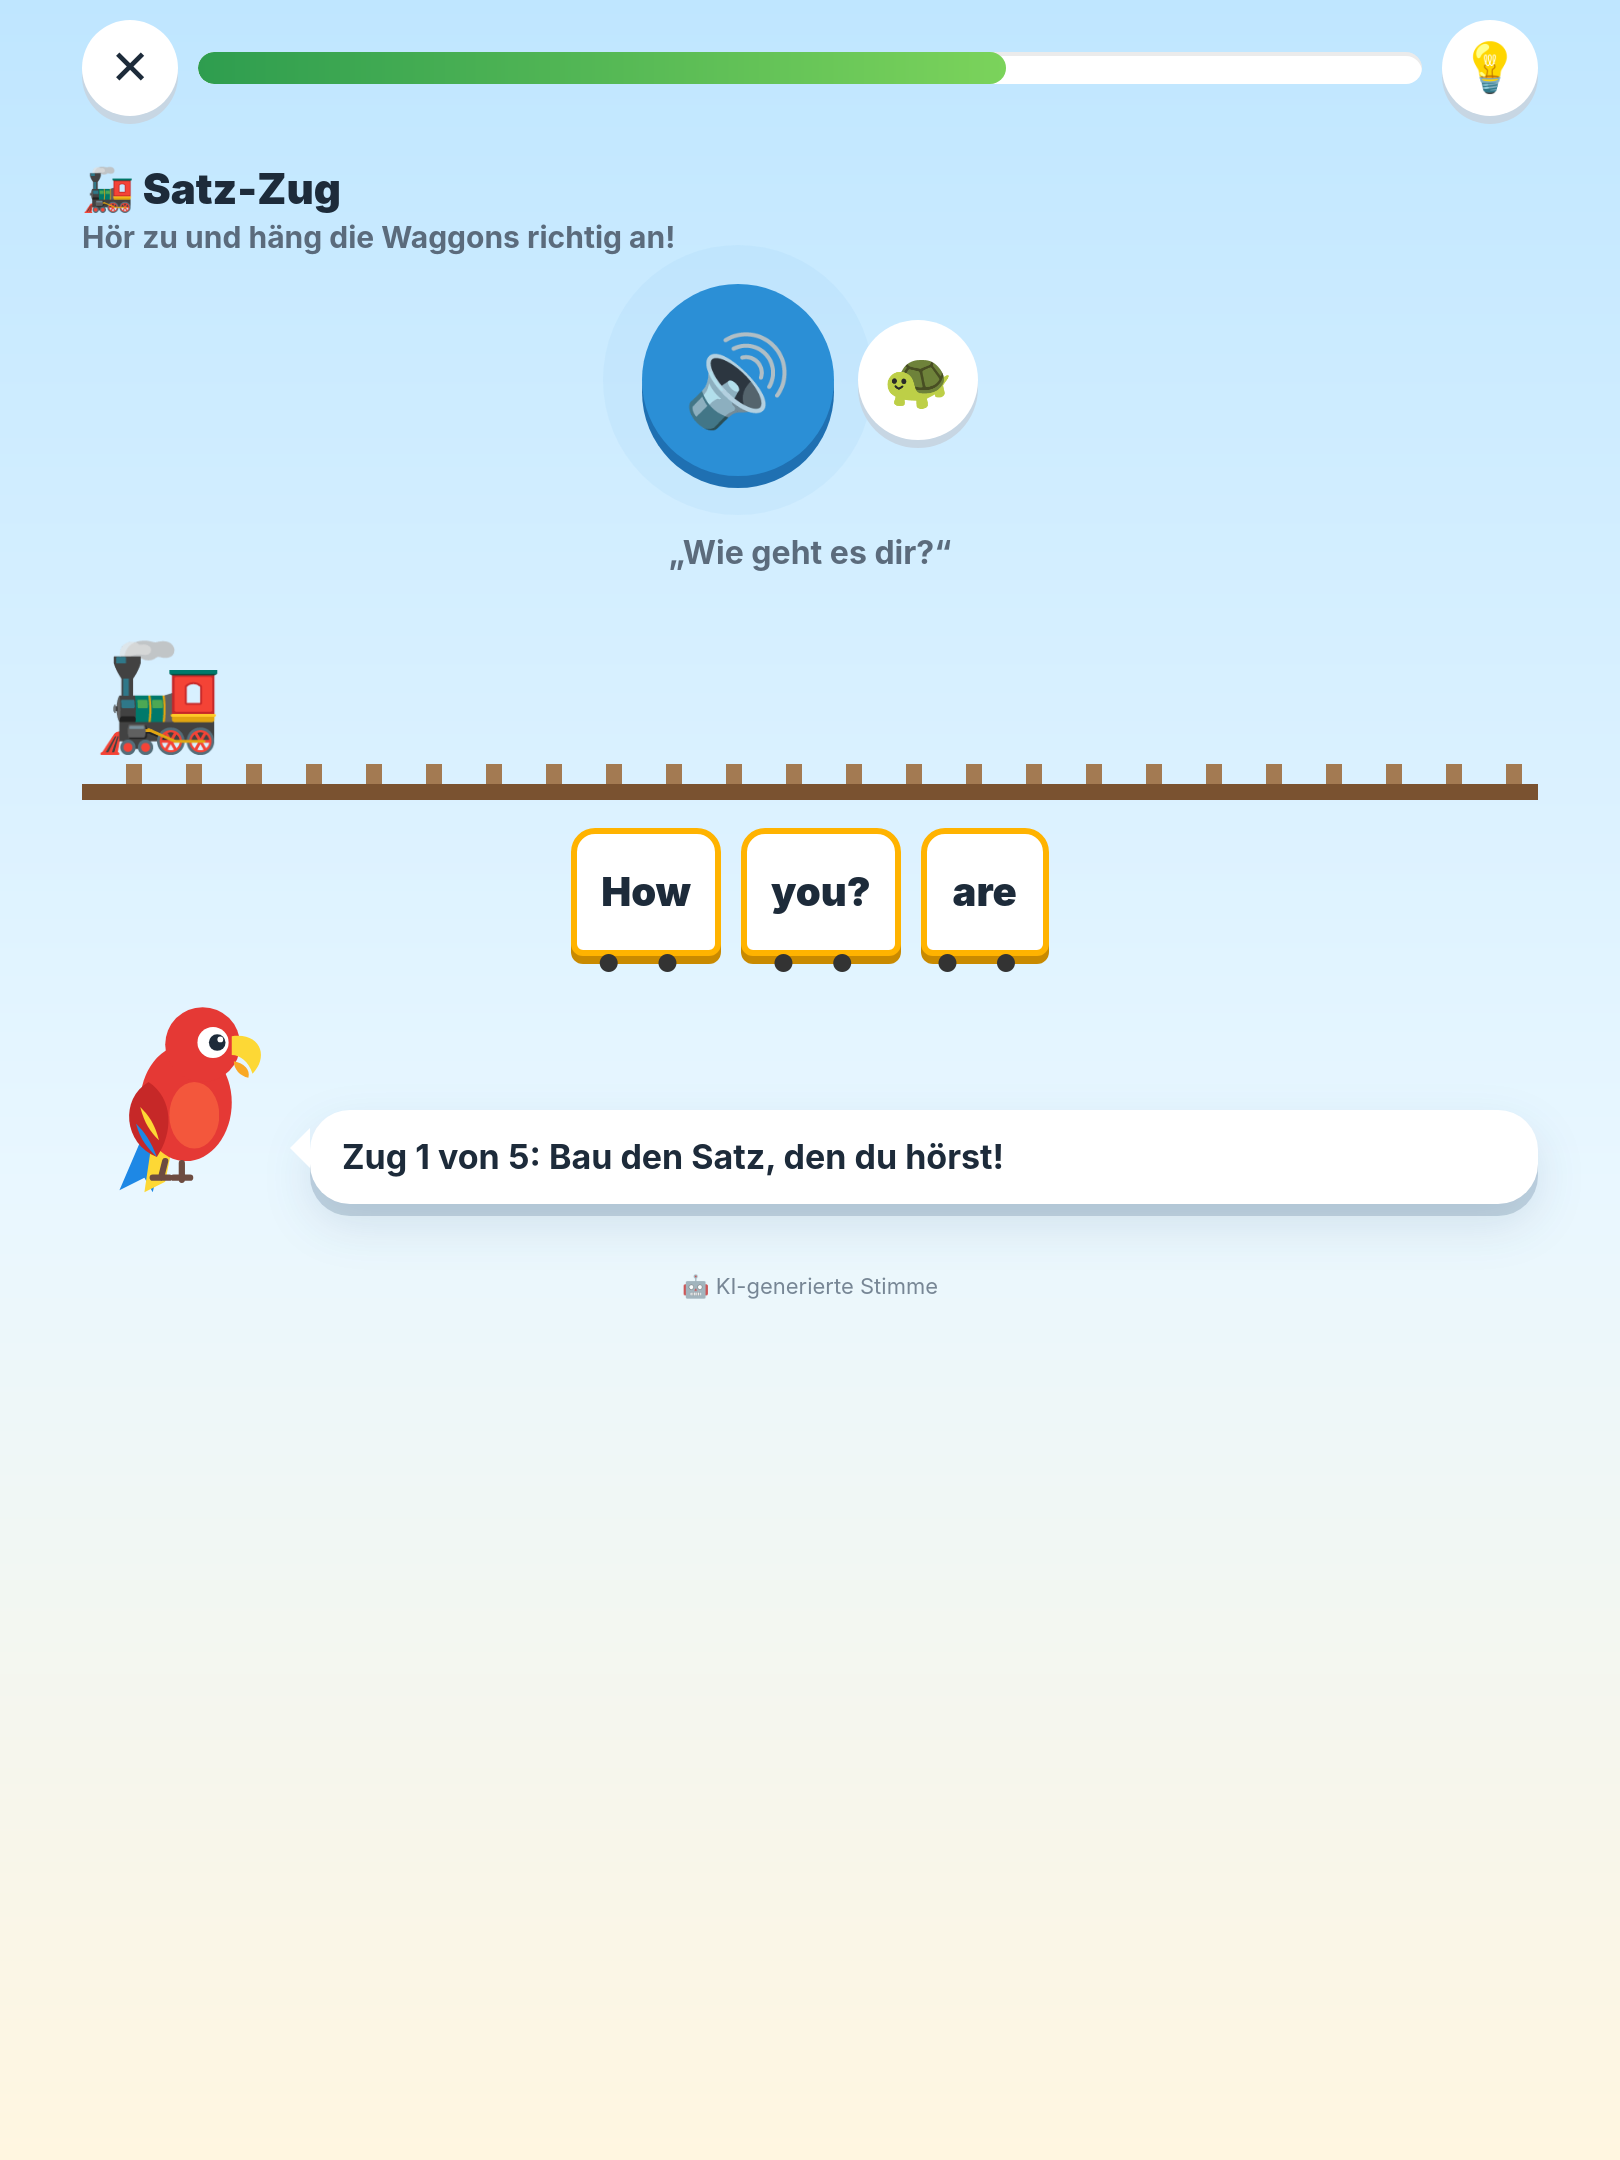 Satz-Zug
Hör zu und häng die Waggons richtig an!
„Wie geht es dir?“
How you? are
Zug 1 von 5: Bau den Satz, den du hörst!
KI-generierte Stimme